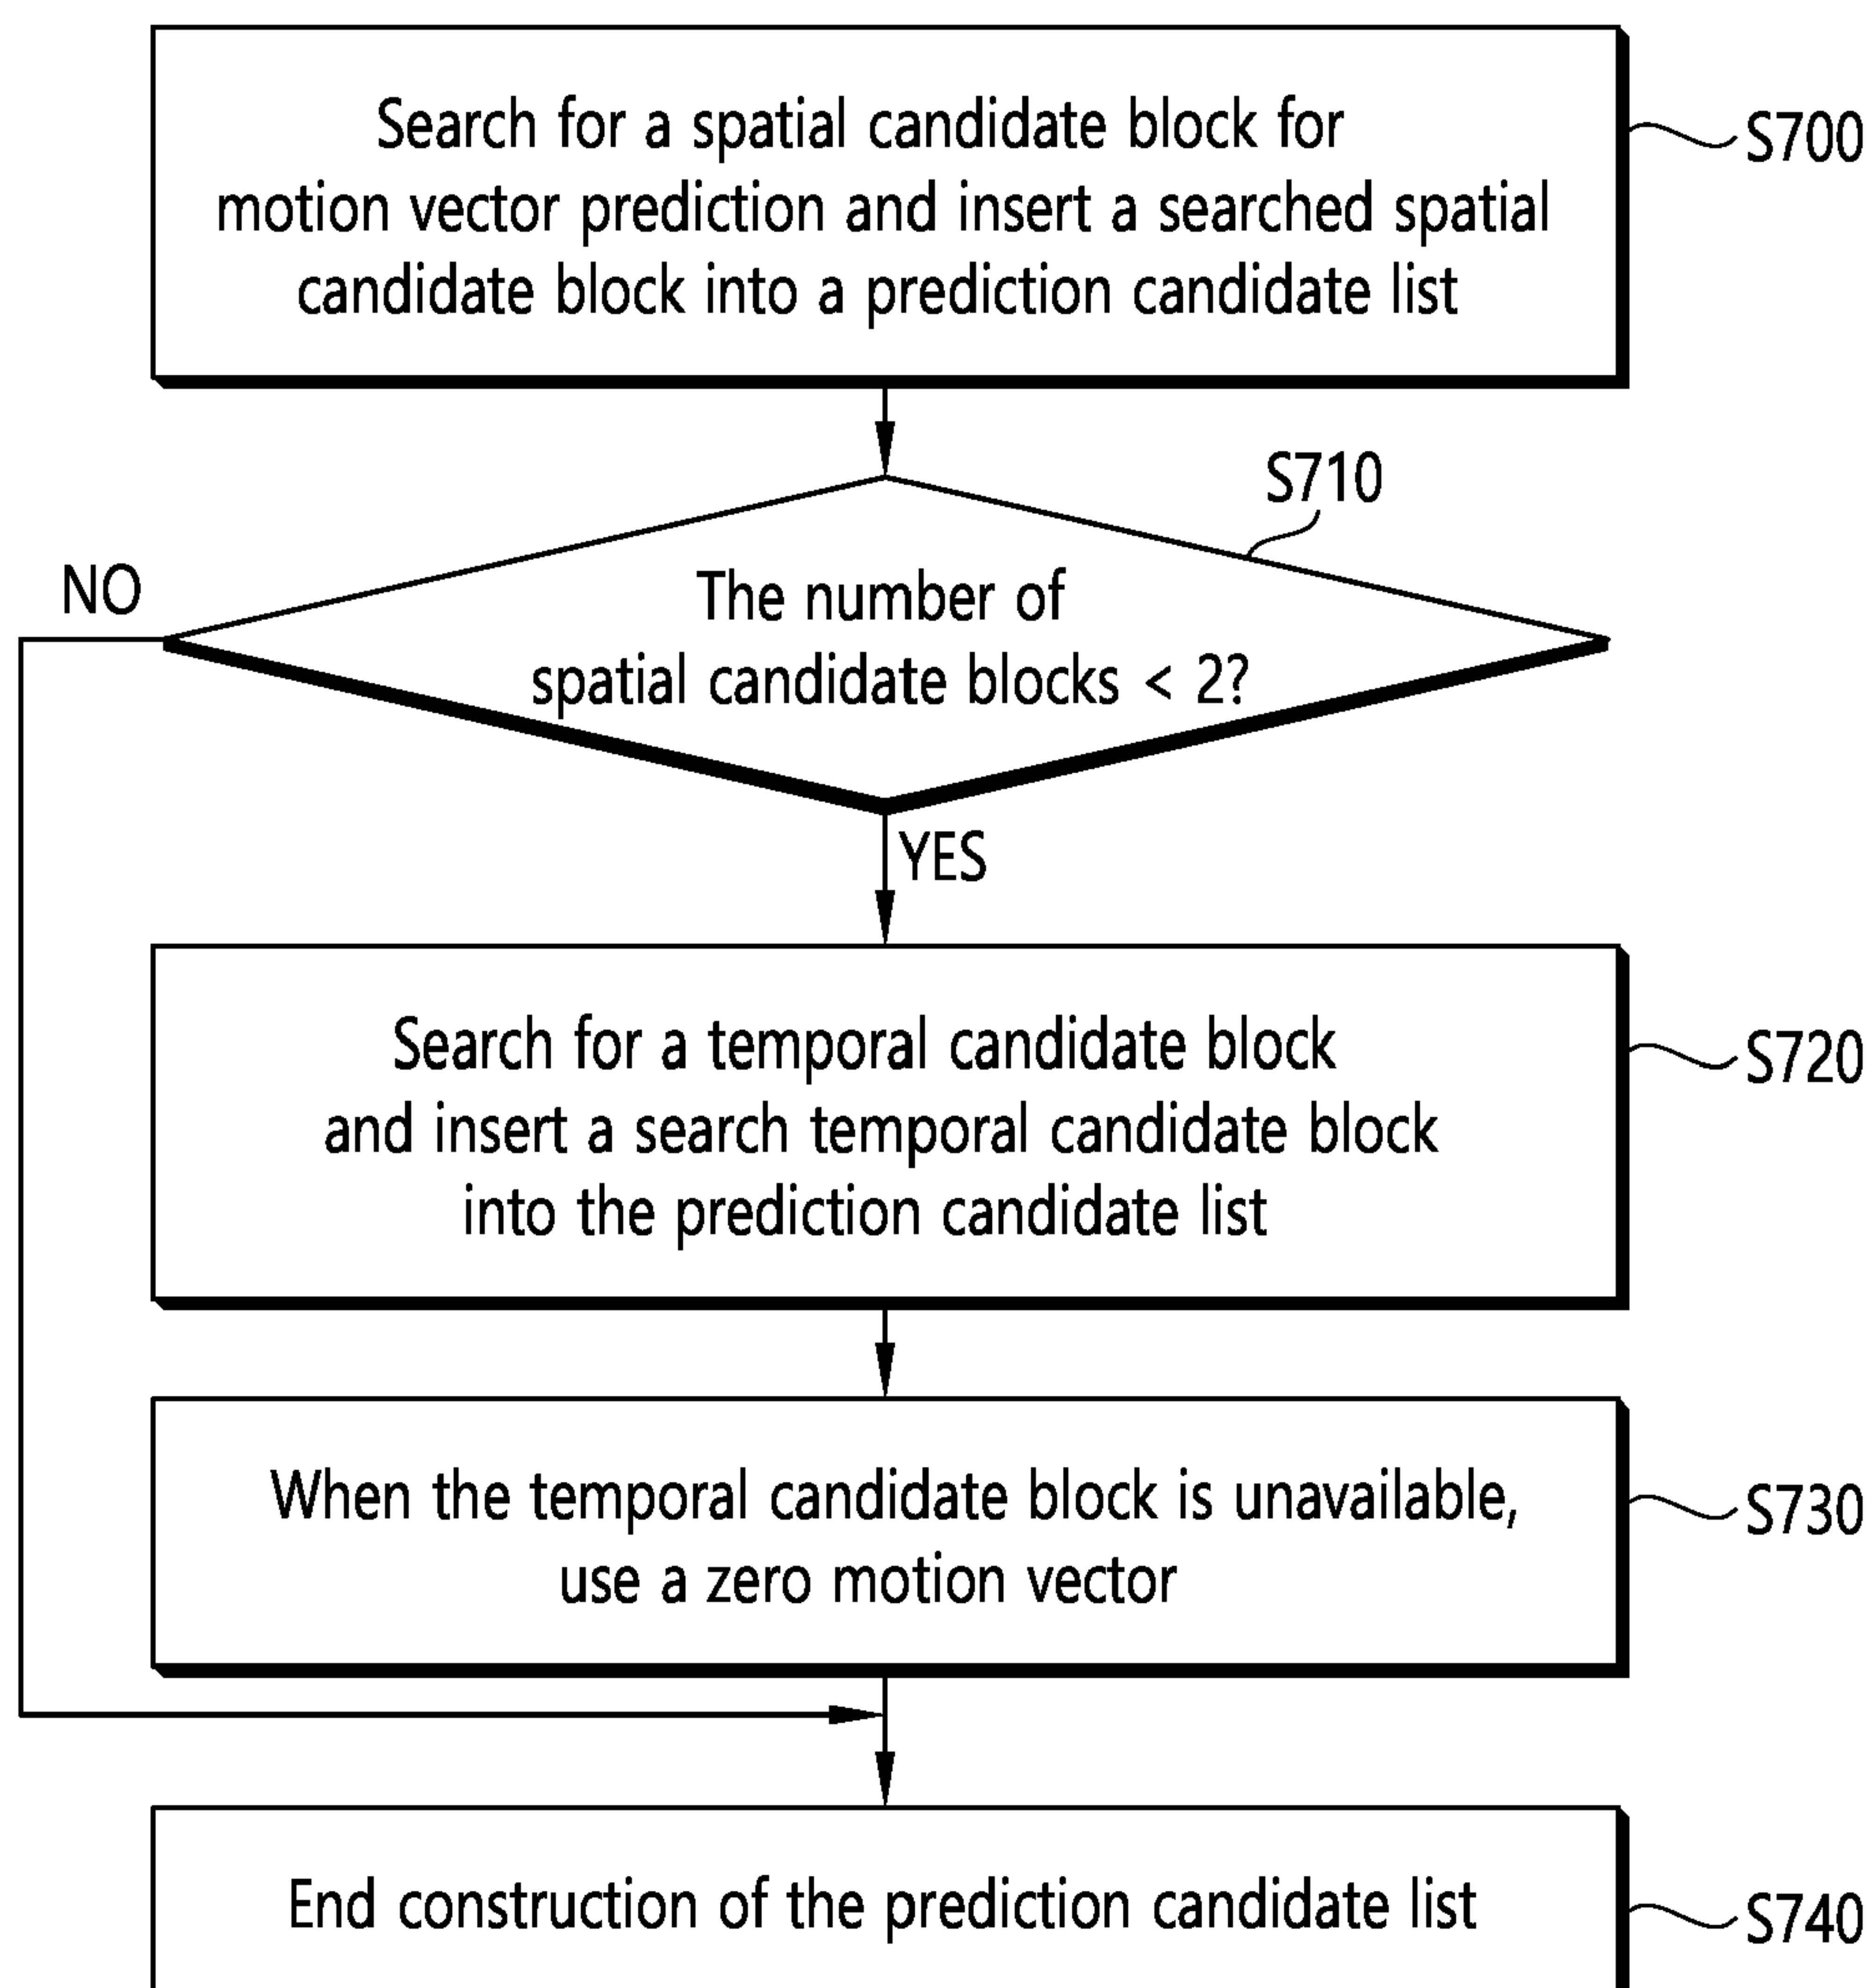 Search for a spatial candidate block for
motion vector prediction and insert a searched spatial
candidate block into a prediction candidate list
S700
S710
The number of
spatial candidate blocks < 2?
NO
YES
Search for a temporal candidate block
and insert a search temporal candidate block
into the prediction candidate list
S720
When the temporal candidate block is unavailable,
use a zero motion vector
S730
End construction of the prediction candidate list
S740